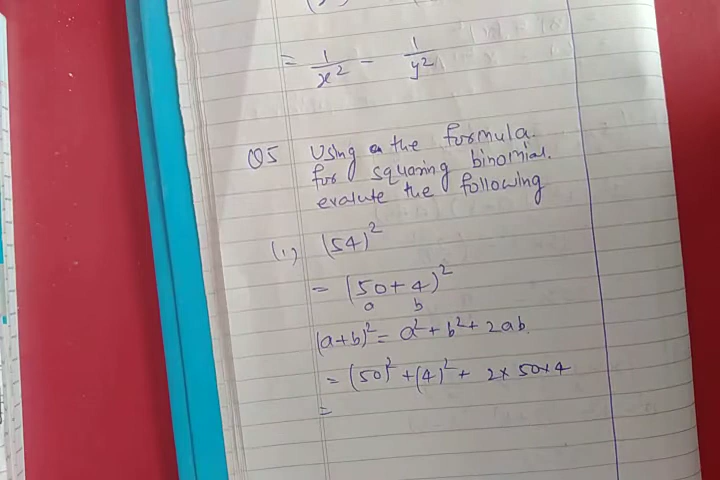 = 1/x² - 1/y²
Q5 Using the formula.
for squaring binomial.
evalute the following
(i) (54)²
= (50+4)²
a b
(a+b)² = a² + b² + 2ab.
= (50)² + (4)² + 2×50×4
=